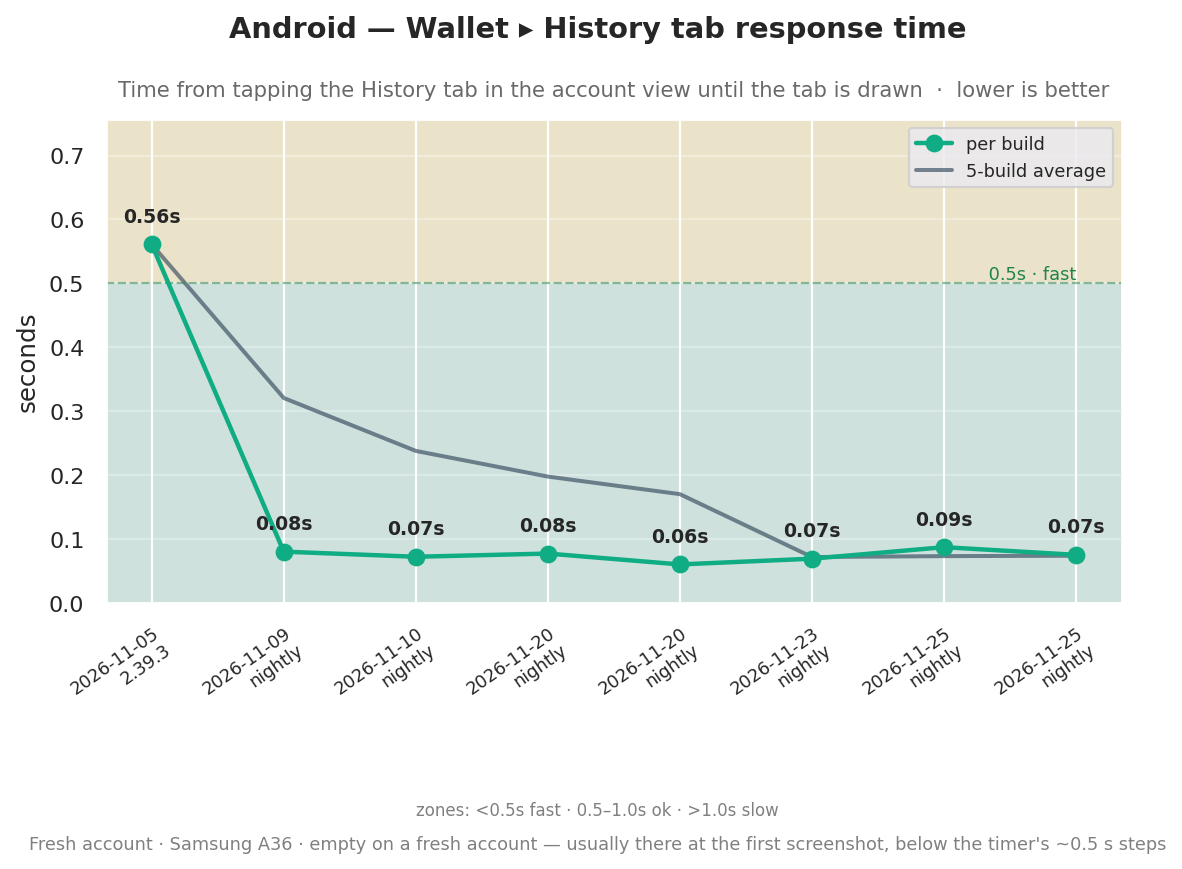 Android — Wallet ▸ History tab response time
Time from tapping the History tab in the account view until the tab is drawn · lower is better
per build
5-build average
0.5s · fast
seconds
0.7
0.6
0.5
0.4
0.3
0.2
0.1
0.0
0.56s
0.08s
0.07s
0.08s
0.06s
0.07s
0.09s
0.07s
2026-11-05
2.39.3
2026-11-09
nightly
2026-11-10
nightly
2026-11-20
nightly
2026-11-20
nightly
2026-11-23
nightly
2026-11-25
nightly
2026-11-25
nightly
zones: <0.5s fast · 0.5–1.0s ok · >1.0s slow
Fresh account · Samsung A36 · empty on a fresh account — usually there at the first screenshot, below the timer's ~0.5 s steps